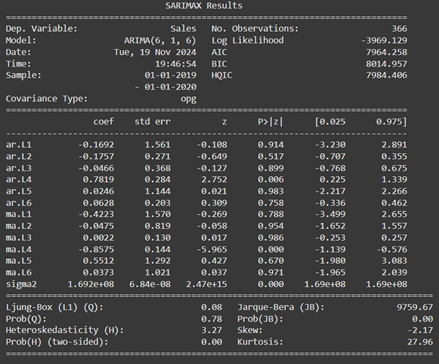 SARIMAX Results
==============================================================================
Dep. Variable:                  Sales   No. Observations:                  366
Model:                 ARIMA(6, 1, 6)   Log Likelihood               -3969.129
Date:                Tue, 19 Nov 2024   AIC                           7964.258
Time:                        19:46:54   BIC                           8014.957
Sample:                    01-01-2019   HQIC                          7984.406
                         - 01-01-2020
Covariance Type:                  opg
==============================================================================
                 coef    std err          z      P>|z|      [0.025      0.975]
------------------------------------------------------------------------------
ar.L1         -0.1692      1.561     -0.108      0.914      -3.230       2.891
ar.L2         -0.1757      0.271     -0.649      0.517      -0.707       0.355
ar.L3         -0.0466      0.368     -0.127      0.899      -0.768       0.675
ar.L4          0.7819      0.284      2.752      0.006       0.225       1.339
ar.L5          0.0246      1.144      0.021      0.983      -2.217       2.266
ar.L6          0.0628      0.203      0.309      0.758      -0.336       0.462
ma.L1         -0.4223      1.570     -0.269      0.788      -3.499       2.655
ma.L2         -0.0475      0.819     -0.058      0.954      -1.652       1.557
ma.L3          0.0022      0.130      0.017      0.986      -0.253       0.257
ma.L4         -0.8575      0.144     -5.965      0.000      -1.139      -0.576
ma.L5          0.5512      1.292      0.427      0.670      -1.980       3.083
ma.L6          0.0373      1.021      0.037      0.971      -1.965       2.039
sigma2      1.692e+08   6.84e-08   2.47e+15      0.000    1.69e+08    1.69e+08
===================================================================================
Ljung-Box (L1) (Q):                   0.08   Jarque-Bera (JB):              9759.67
Prob(Q):                              0.78   Prob(JB):                         0.00
Heteroskedasticity (H):               3.27   Skew:                            -2.17
Prob(H) (two-sided):                  0.00   Kurtosis:                        27.96
===================================================================================